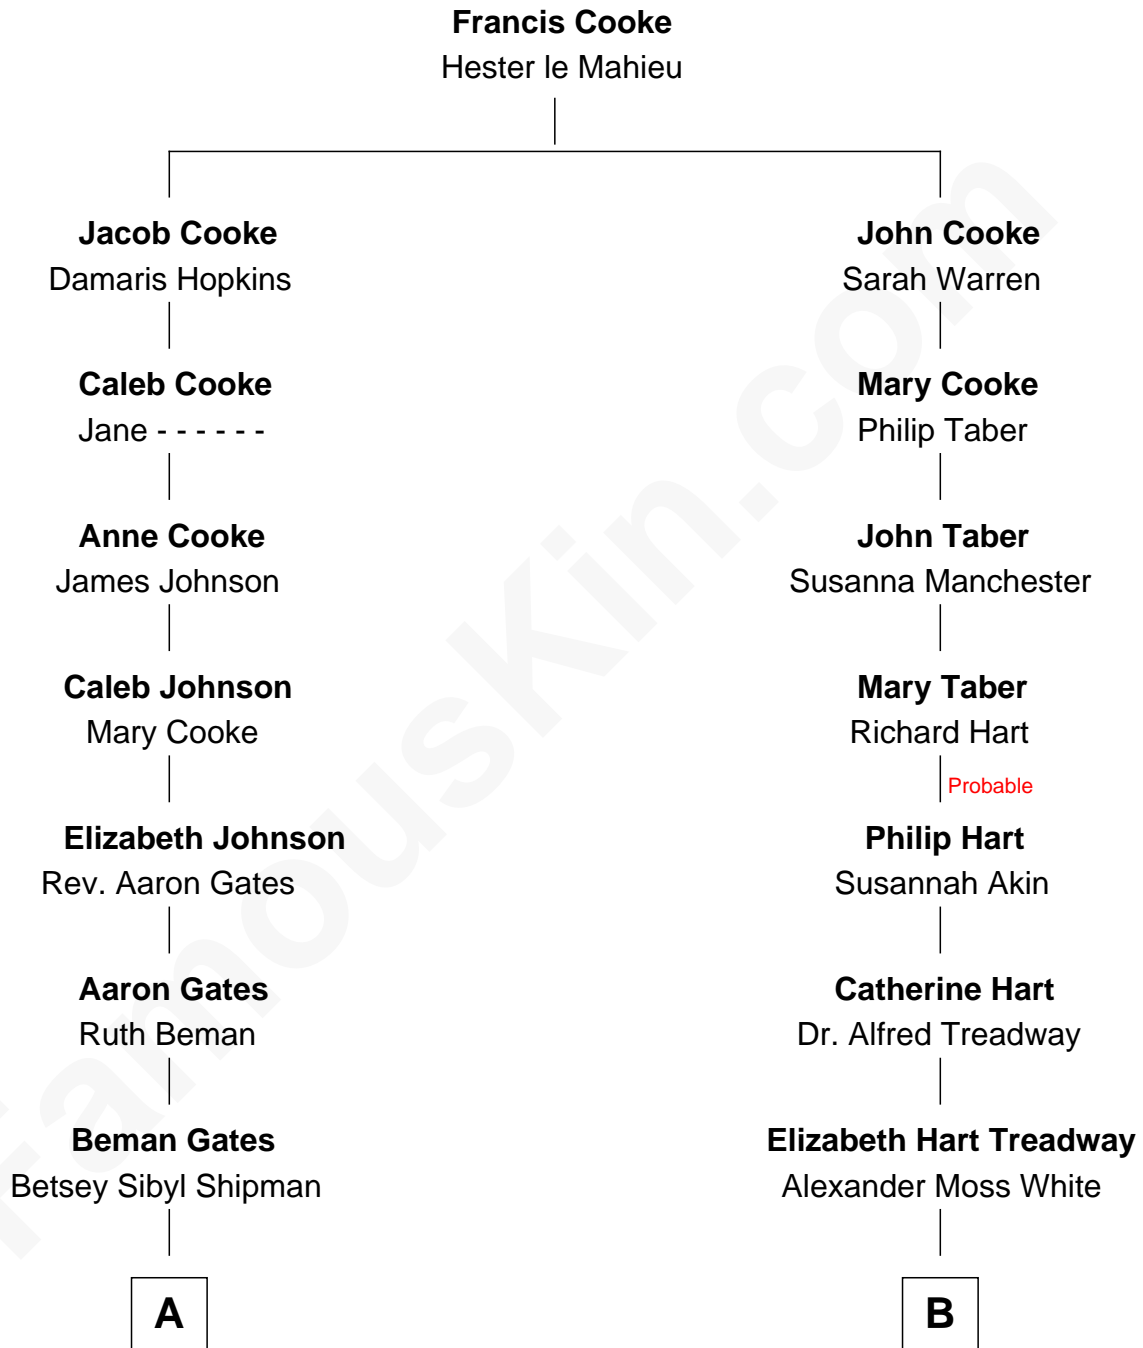 Francis Cooke
Hester le Mahieu
Jacob Cooke
Damaris Hopkins
John Cooke
Sarah Warren
Caleb Cooke
Jane - - - - - -
Mary Cooke
Philip Taber
Anne Cooke
James Johnson
John Taber
Susanna Manchester
Caleb Johnson
Mary Cooke
Mary Taber
Richard Hart
Probable
Elizabeth Johnson
Rev. Aaron Gates
Philip Hart
Susannah Akin
Aaron Gates
Ruth Beman
Catherine Hart
Dr. Alfred Treadway
Beman Gates
Betsey Sibyl Shipman
Elizabeth Hart Treadway
Alexander Moss White
A
B
FamousKin.com